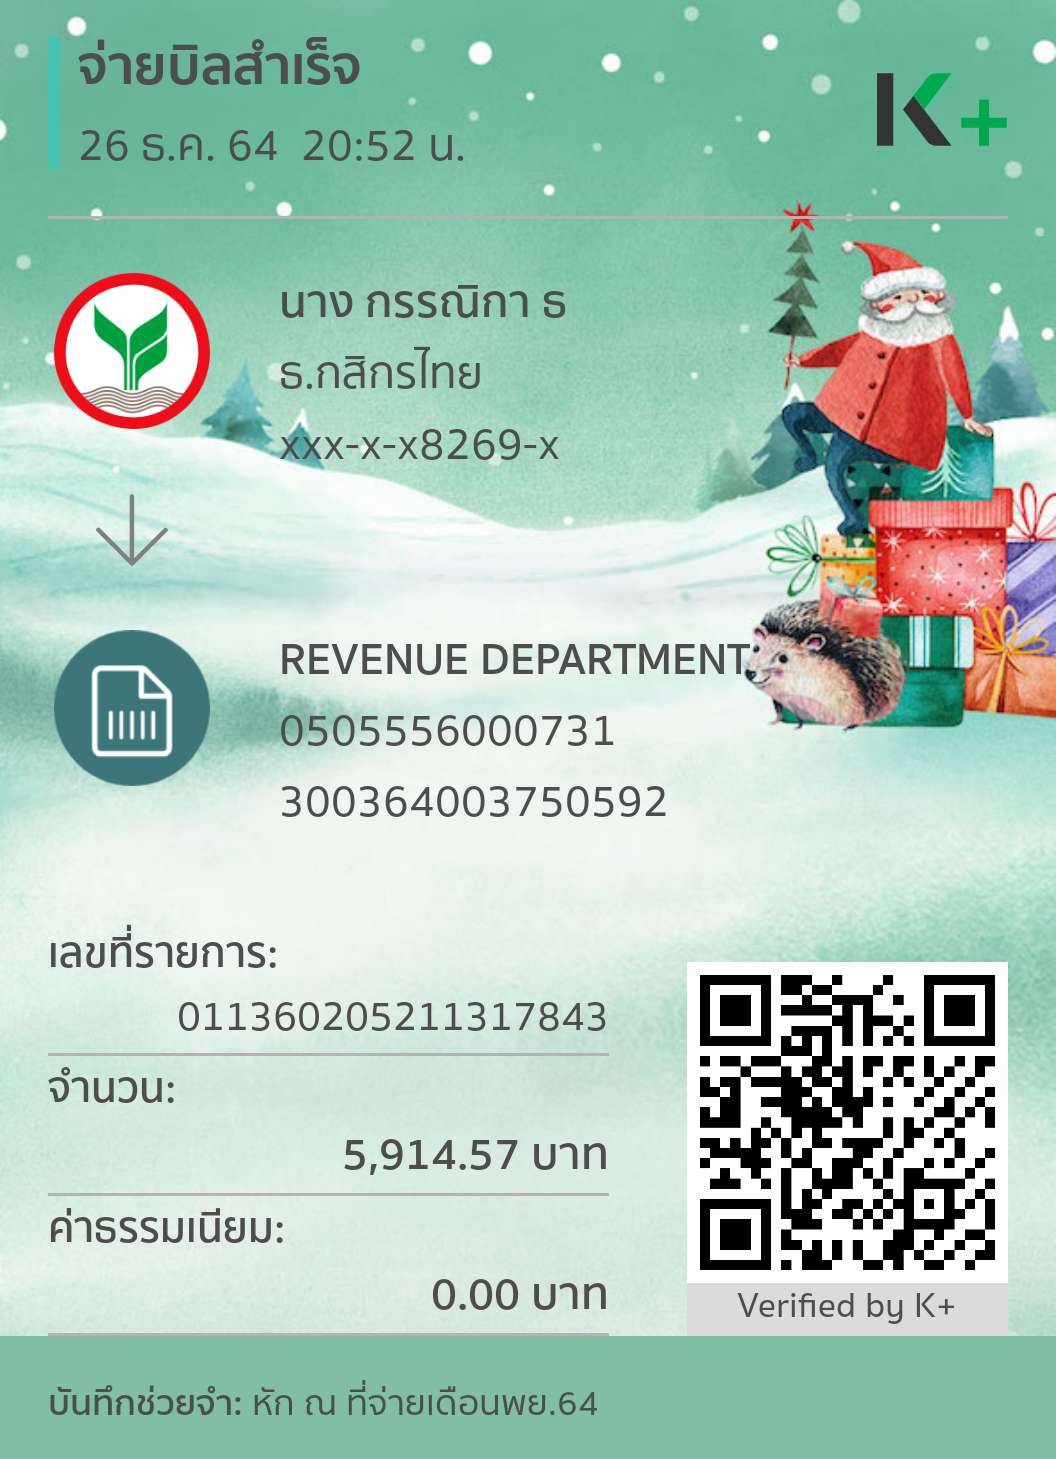 จ่ายบิลสำเร็จ
26 ธ.ค. 64 20:52 น.
K+
นาง กรรณิกา ธ
ธ.กสิกรไทย
xxx-x-x8269-x
REVENUE DEPARTMENT
0505556000731
300364003750592
เลขที่รายการ:
011360205211317843
จำนวน:
5,914.57 บาท
ค่าธรรมเนียม:
0.00 บาท
Verified by K+
บันทึกช่วยจำ: หัก ณ ที่จ่ายเดือนพย.64